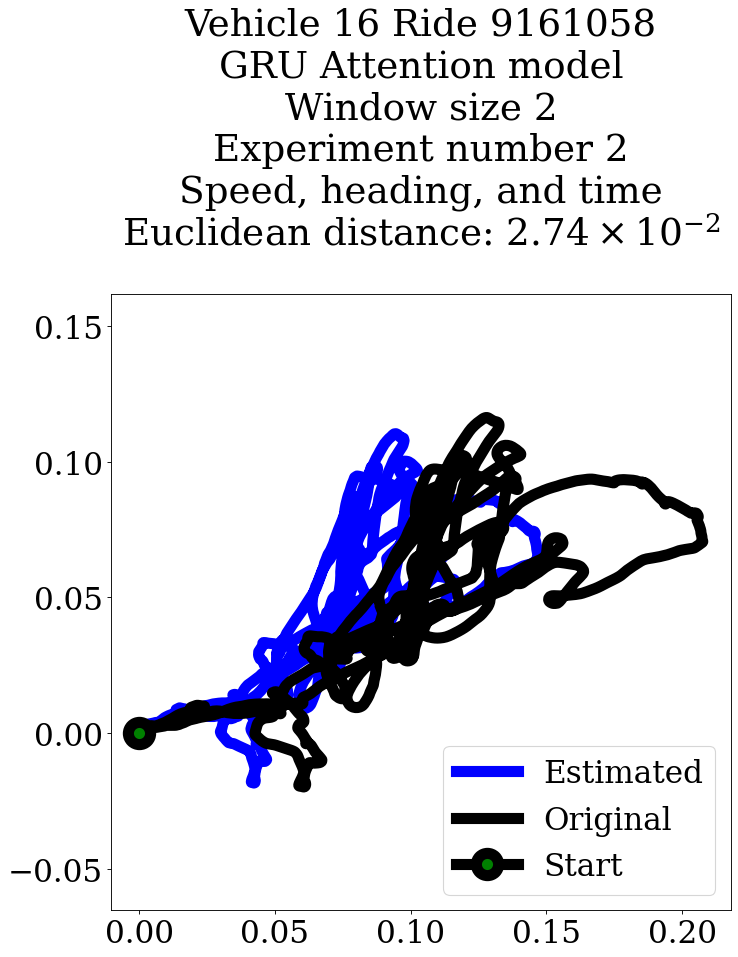 Vehicle 16 Ride 9161058
GRU Attention model
Window size 2
Experiment number 2
Speed, heading, and time
Euclidean distance: 2.74 × 10⁻²
0.15
0.10
0.05
0.00
−0.05
Estimated
Original
Start
0.00 0.05 0.10 0.15 0.20